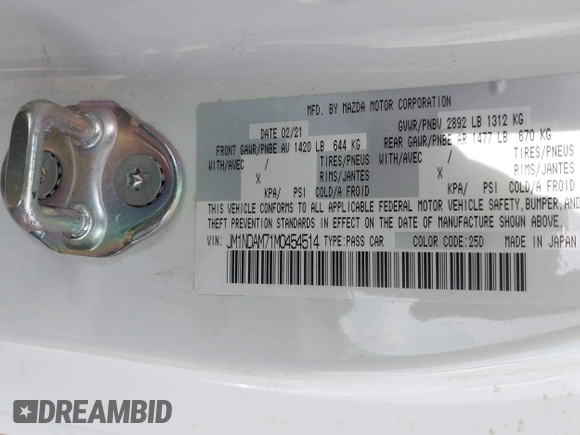 MFD. BY MAZDA MOTOR CORPORATION
DATE 02/21 GVWR/PNBV 2892 LB 1312 KG
FRONT GAWR/PNBE AV 1420 LB 644 KG REAR GAWR/PNBE AR 1477 LB 670 KG
WITH/AVEC / TIRES/PNEUS WITH/AVEC / TIRES/PNEUS
X RIMS/JANTES X RIMS/JANTES
KPA/ PSI COLD/A FROID KPA/ PSI COLD/A FROID
THIS VEHICLE CONFORMS TO ALL APPLICABLE FEDERAL MOTOR VEHICLE SAFETY, BUMPER, AND
THEFT PREVENTION STANDARDS IN EFFECT ON THE DATE OF MANUFACTURE SHOWN ABOVE.
VIN: JM1NDAM71M0454514 TYPE:PASS CAR COLOR CODE:25D MADE IN JAPAN
DREAMBID